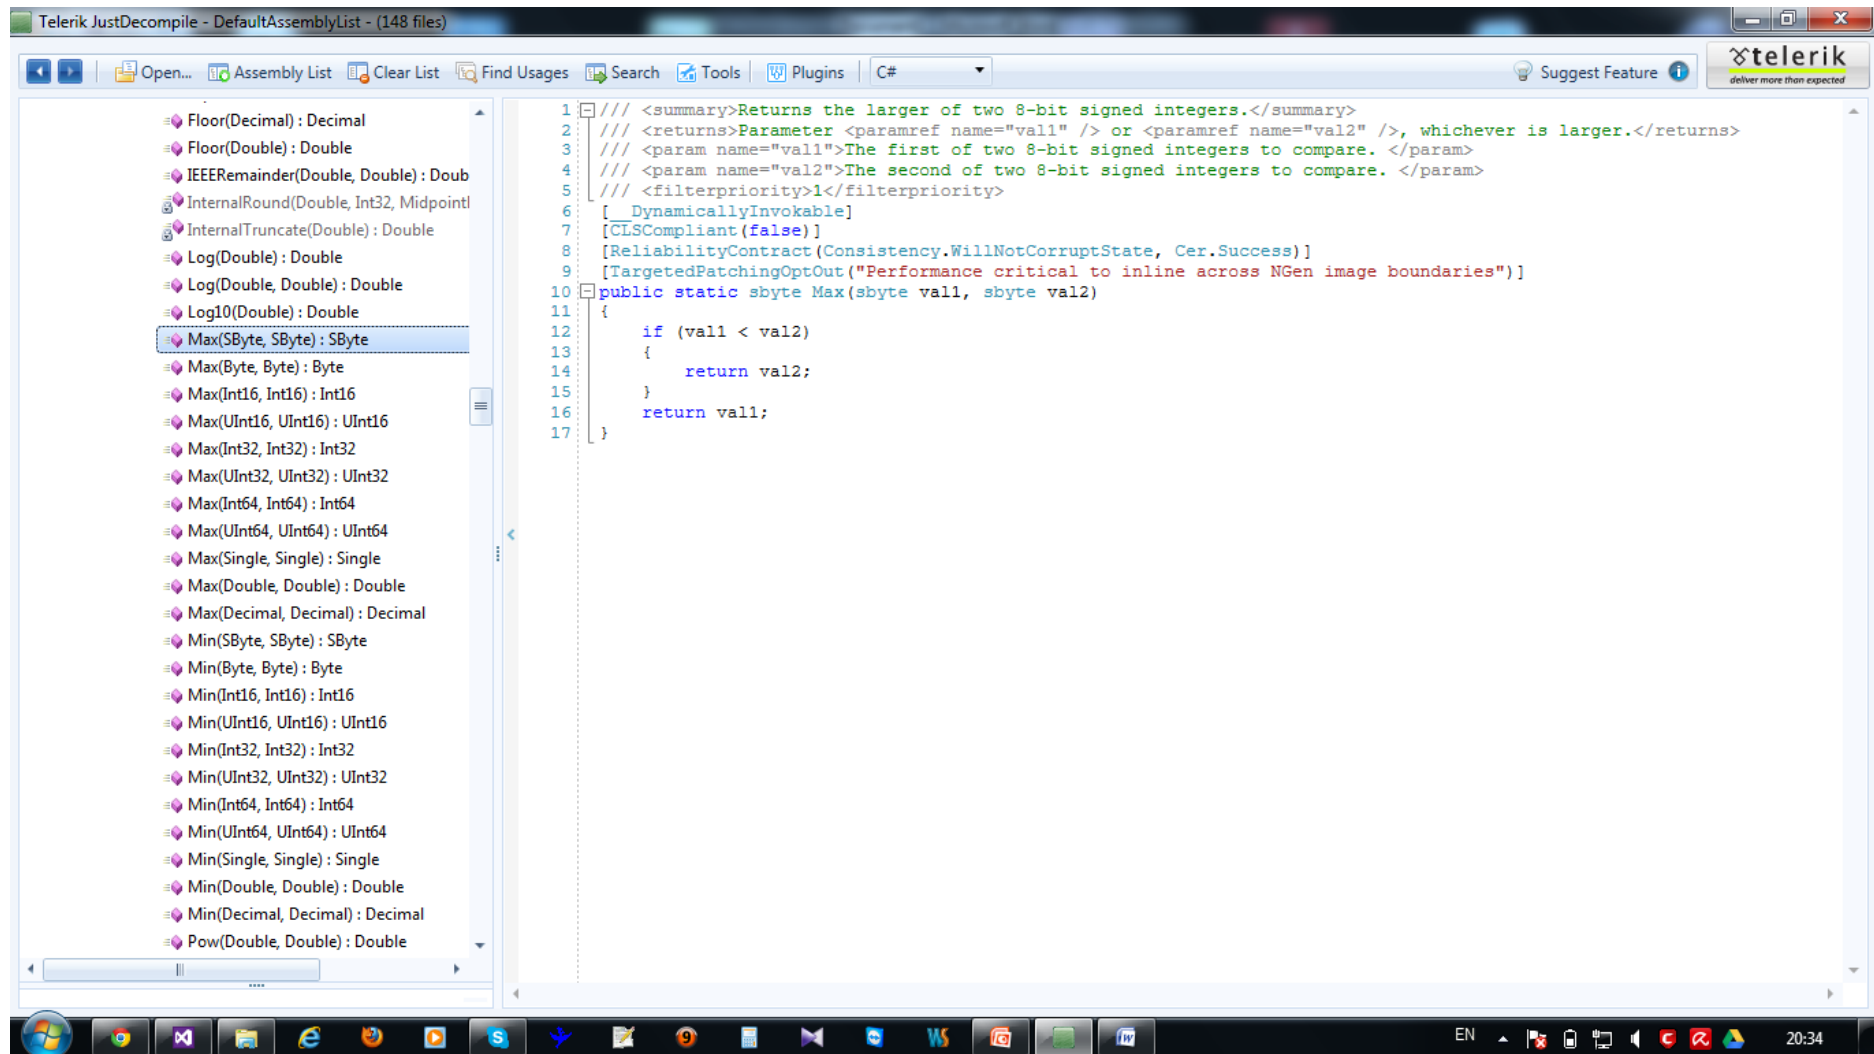 Telerik JustDecompile - DefaultAssemblyList - (148 files)
Open... Assembly List Clear List Find Usages Search Tools Plugins C# Suggest Feature
telerik
deliver more than expected
Floor(Decimal) : Decimal
Floor(Double) : Double
IEEERemainder(Double, Double) : Doub
InternalRound(Double, Int32, Midpoint
InternalTruncate(Double) : Double
Log(Double) : Double
Log(Double, Double) : Double
Log10(Double) : Double
Max(SByte, SByte) : SByte
Max(Byte, Byte) : Byte
Max(Int16, Int16) : Int16
Max(UInt16, UInt16) : UInt16
Max(Int32, Int32) : Int32
Max(UInt32, UInt32) : UInt32
Max(Int64, Int64) : Int64
Max(UInt64, UInt64) : UInt64
Max(Single, Single) : Single
Max(Double, Double) : Double
Max(Decimal, Decimal) : Decimal
Min(SByte, SByte) : SByte
Min(Byte, Byte) : Byte
Min(Int16, Int16) : Int16
Min(UInt16, UInt16) : UInt16
Min(Int32, Int32) : Int32
Min(UInt32, UInt32) : UInt32
Min(Int64, Int64) : Int64
Min(UInt64, UInt64) : UInt64
Min(Single, Single) : Single
Min(Double, Double) : Double
Min(Decimal, Decimal) : Decimal
Pow(Double, Double) : Double
1 /// <summary>Returns the larger of two 8-bit signed integers.</summary>
2 /// <returns>Parameter <paramref name="val1" /> or <paramref name="val2" />, whichever is larger.</returns>
3 /// <param name="val1">The first of two 8-bit signed integers to compare. </param>
4 /// <param name="val2">The second of two 8-bit signed integers to compare. </param>
5 /// <filterpriority>1</filterpriority>
6 [__DynamicallyInvokable]
7 [CLSCompliant(false)]
8 [ReliabilityContract(Consistency.WillNotCorruptState, Cer.Success)]
9 [TargetedPatchingOptOut("Performance critical to inline across NGen image boundaries")]
10 public static sbyte Max(sbyte val1, sbyte val2)
11 {
12 if (val1 < val2)
13 {
14 return val2;
15 }
16 return val1;
17 }
EN 20:34